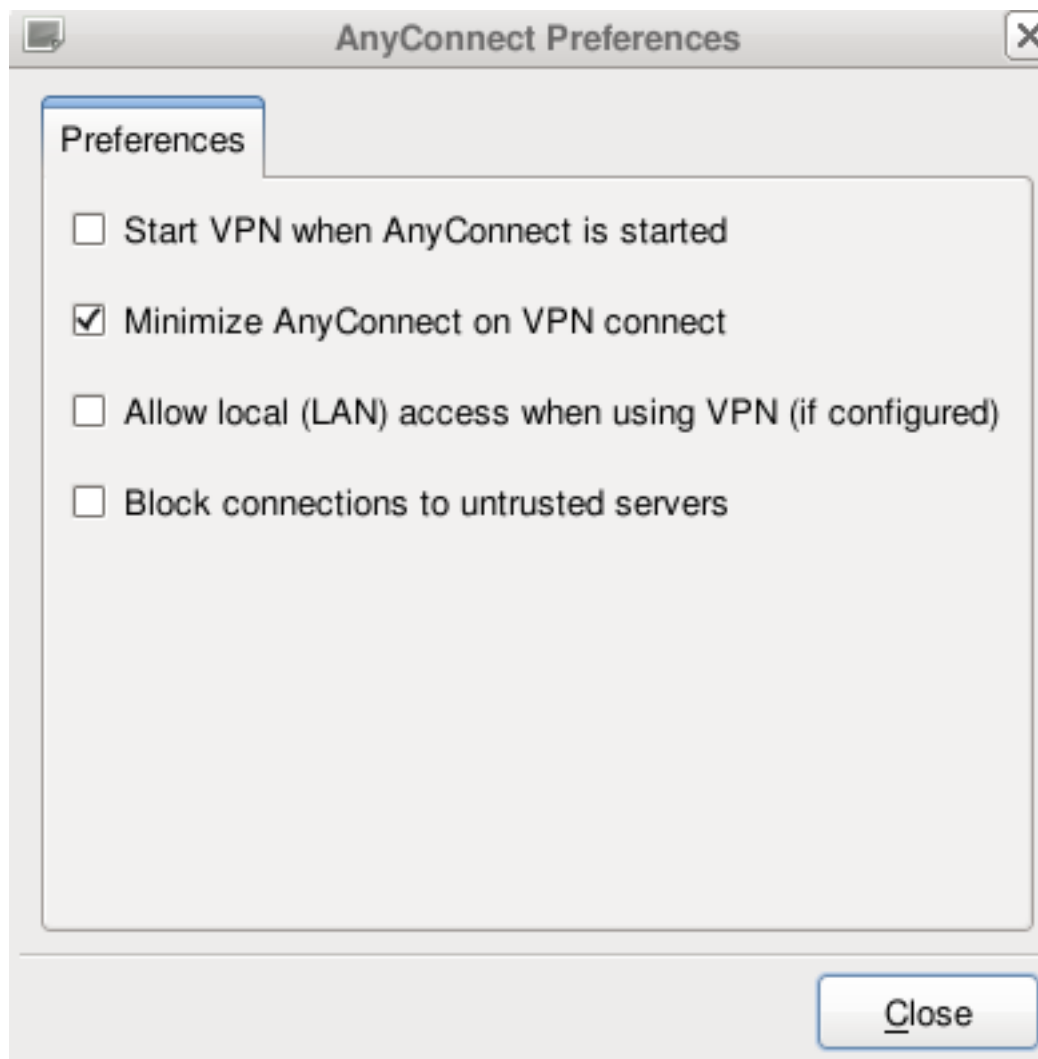 AnyConnect Preferences
Preferences
Start VPN when AnyConnect is started
Minimize AnyConnect on VPN connect
Allow local (LAN) access when using VPN (if configured)
Block connections to untrusted servers
Close